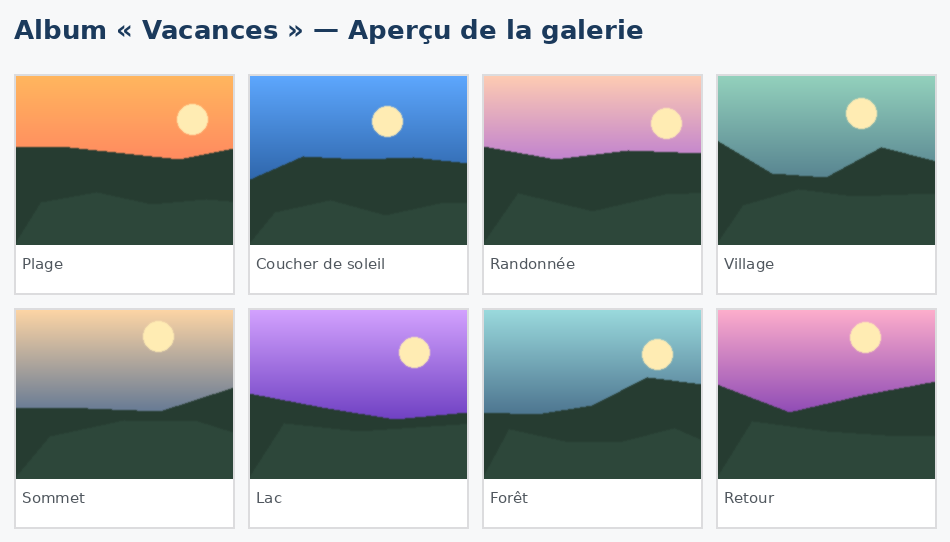 Album « Vacances » — Aperçu de la galerie
Plage
Coucher de soleil
Randonnée
Village
Sommet
Lac
Forêt
Retour